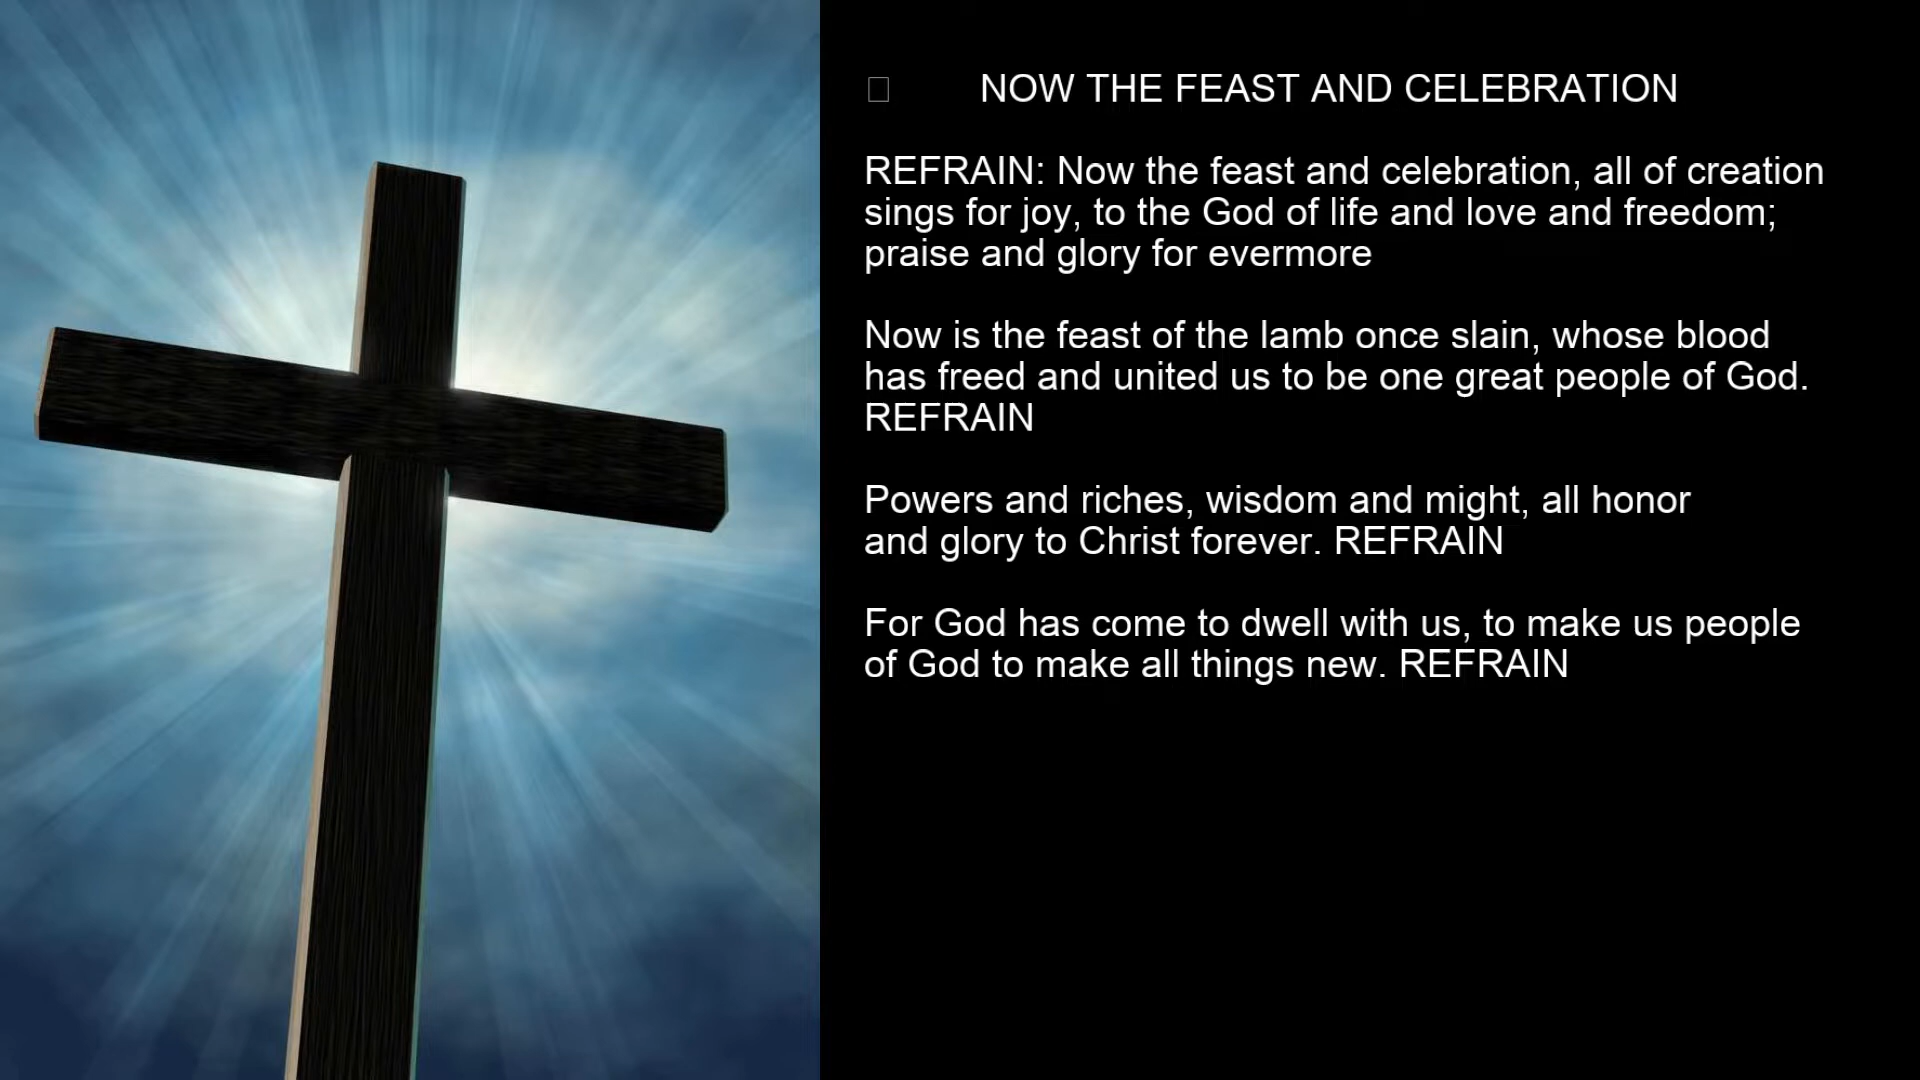 NOW THE FEAST AND CELEBRATION
REFRAIN: Now the feast and celebration, all of creation
sings for joy, to the God of life and love and freedom;
praise and glory for evermore
Now is the feast of the lamb once slain, whose blood
has freed and united us to be one great people of God.
REFRAIN
Powers and riches, wisdom and might, all honor
and glory to Christ forever. REFRAIN
For God has come to dwell with us, to make us people
of God to make all things new. REFRAIN